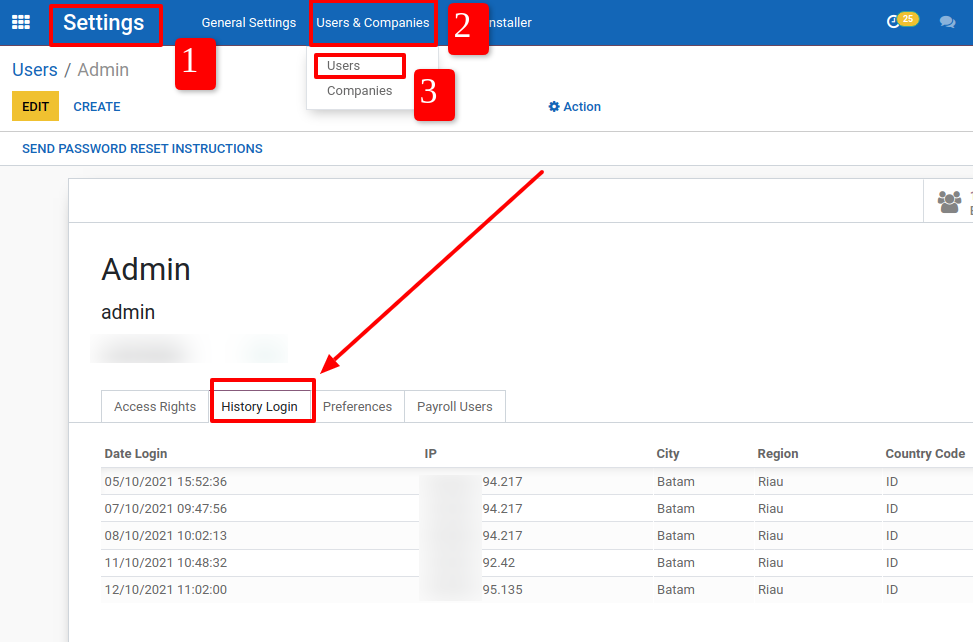 Settings General Settings Users & Companies 2 nstaller 25
1
Users / Admin
Users
Companies
3
EDIT CREATE Action
SEND PASSWORD RESET INSTRUCTIONS
Admin
admin
Access Rights History Login Preferences Payroll Users
Date Login IP City Region Country Code
05/10/2021 15:52:36 94.217 Batam Riau ID
07/10/2021 09:47:56 94.217 Batam Riau ID
08/10/2021 10:02:13 94.217 Batam Riau ID
11/10/2021 10:48:32 92.42 Batam Riau ID
12/10/2021 11:02:00 95.135 Batam Riau ID